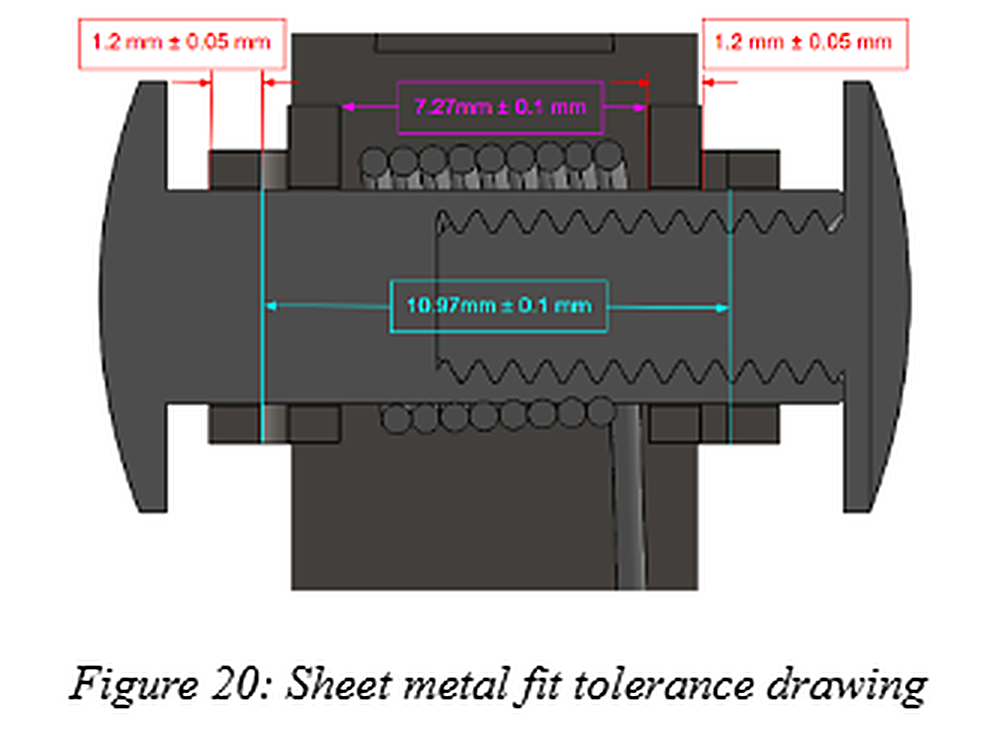 1.2 mm ± 0.05 mm
1.2 mm ± 0.05 mm
7.27mm ± 0.1 mm
10.97mm ± 0.1 mm
Figure 20: Sheet metal fit tolerance drawing